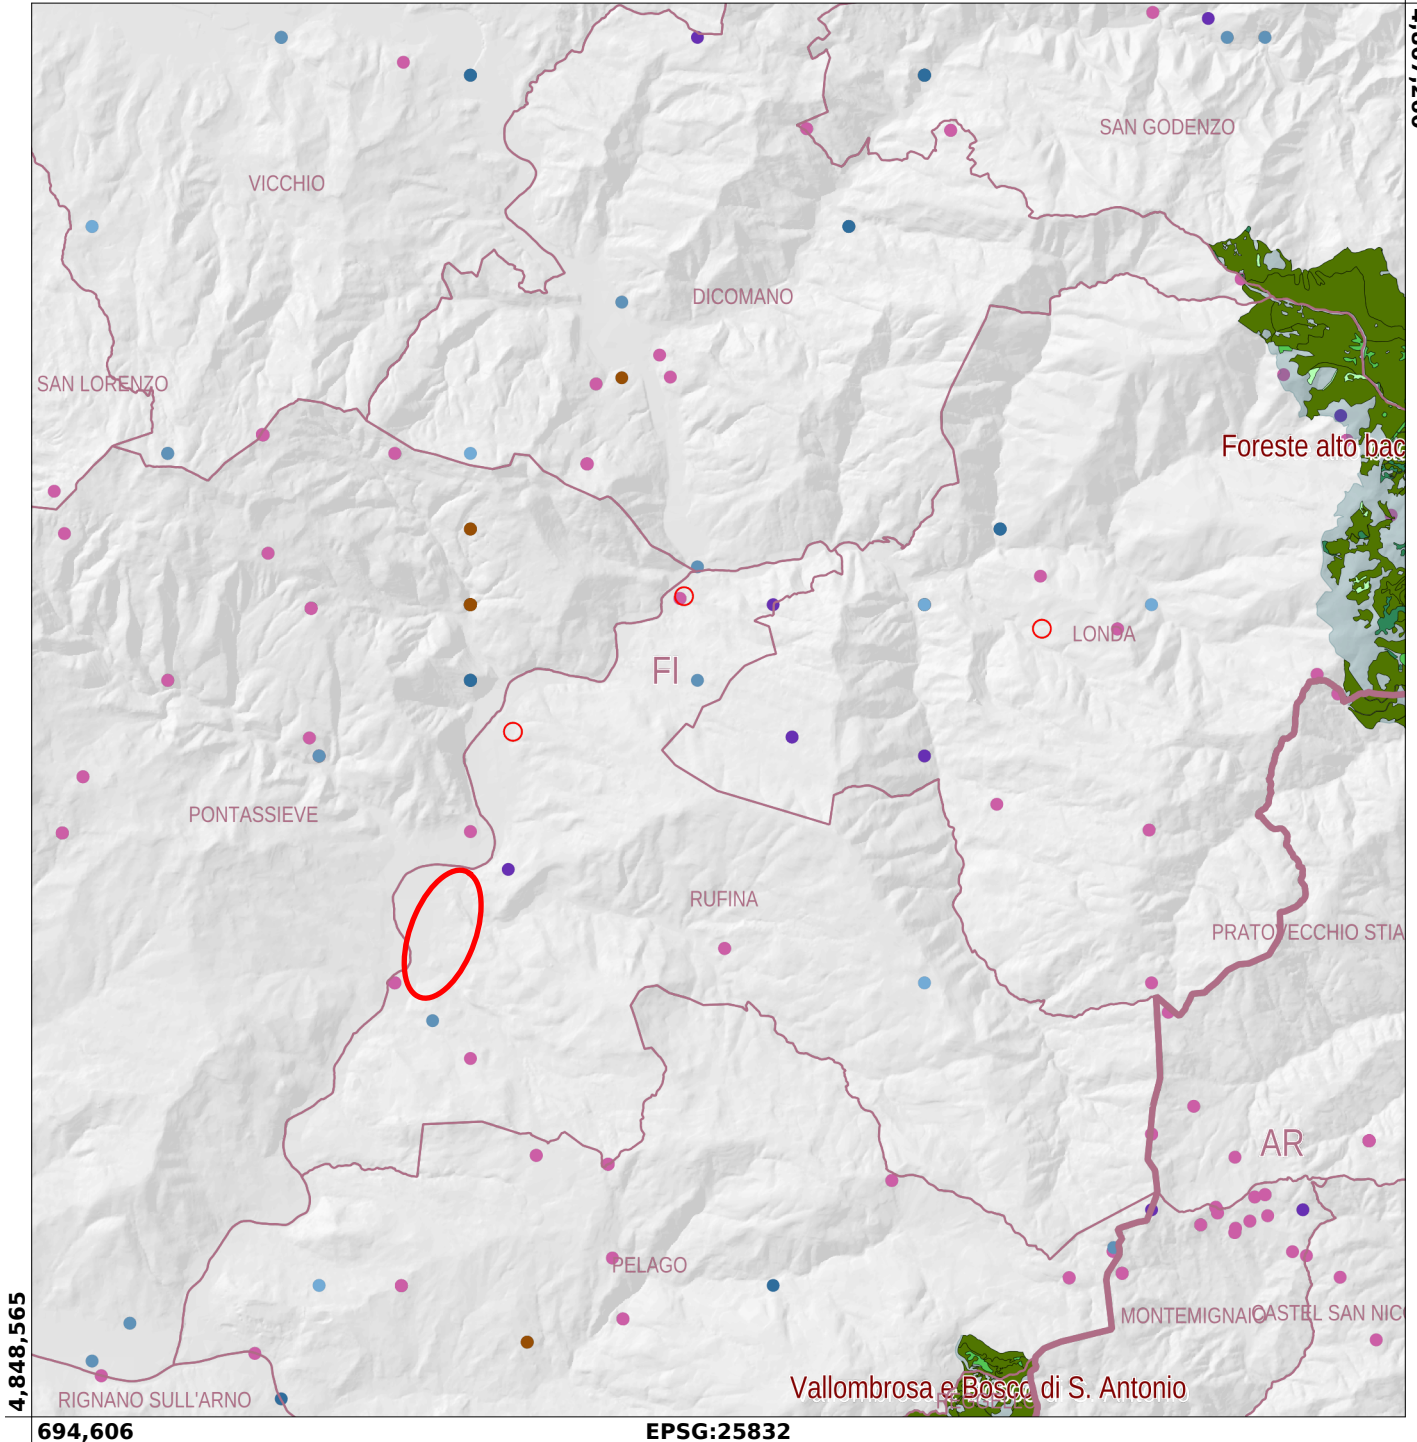 SAN GODENZO
VICCHIO
DICOMANO
SAN LORENZO
Foreste alto bac
LONDA
FI
PONTASSIEVE
RUFINA
PRATOVECCHIO STIA
AR
PELAGO
MONTEMIGNAIO
CASTEL SAN NICO
Vallombrosa e Bosco di S. Antonio
RIGNANO SULL'ARNO
4,848,565
694,606
EPSG:25832